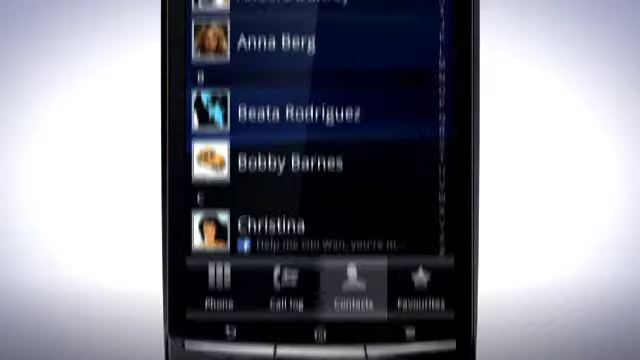 Anna Berg
B
Beata Rodriguez
Bobby Barnes
C
Christina
Help me Obi Wan, you're m...
Phone
Call log
Contacts
Favourites